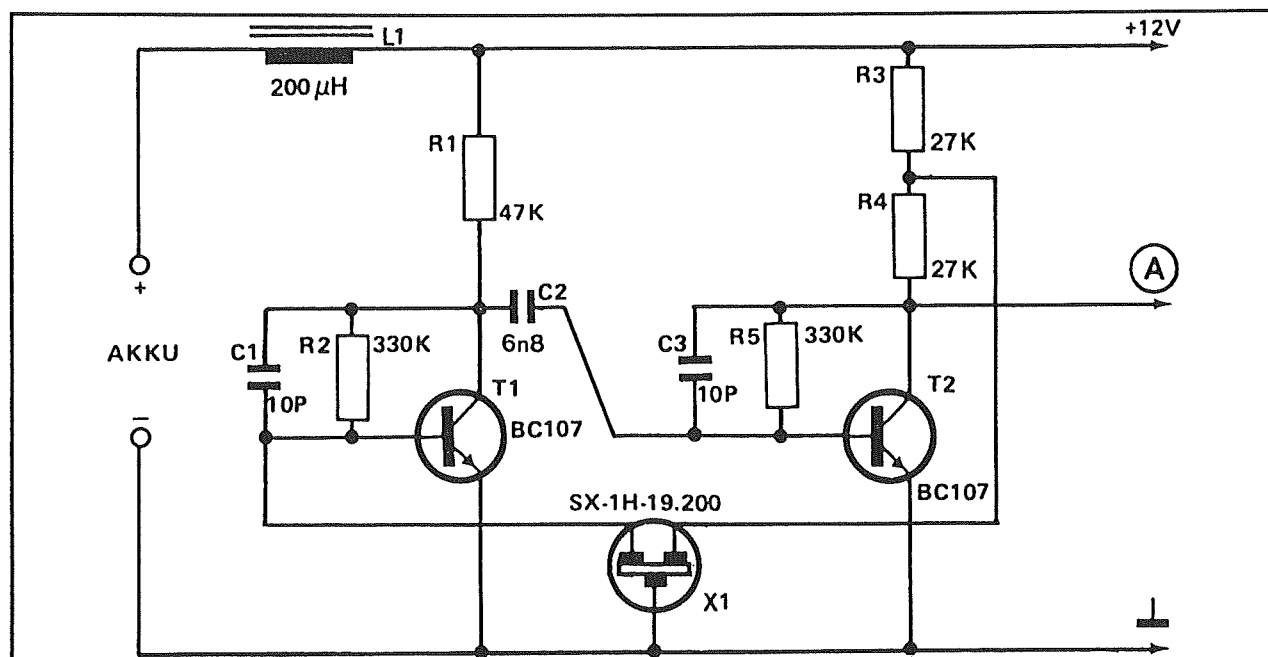 L1
+12V
200 µH
R3
27K
R1
47K
R4
27K
A
+
AKKU
–
C1
10P
R2
330K
C2
6n8
T1
BC107
C3
10P
R5
330K
T2
BC107
SX-1H-19.200
X1